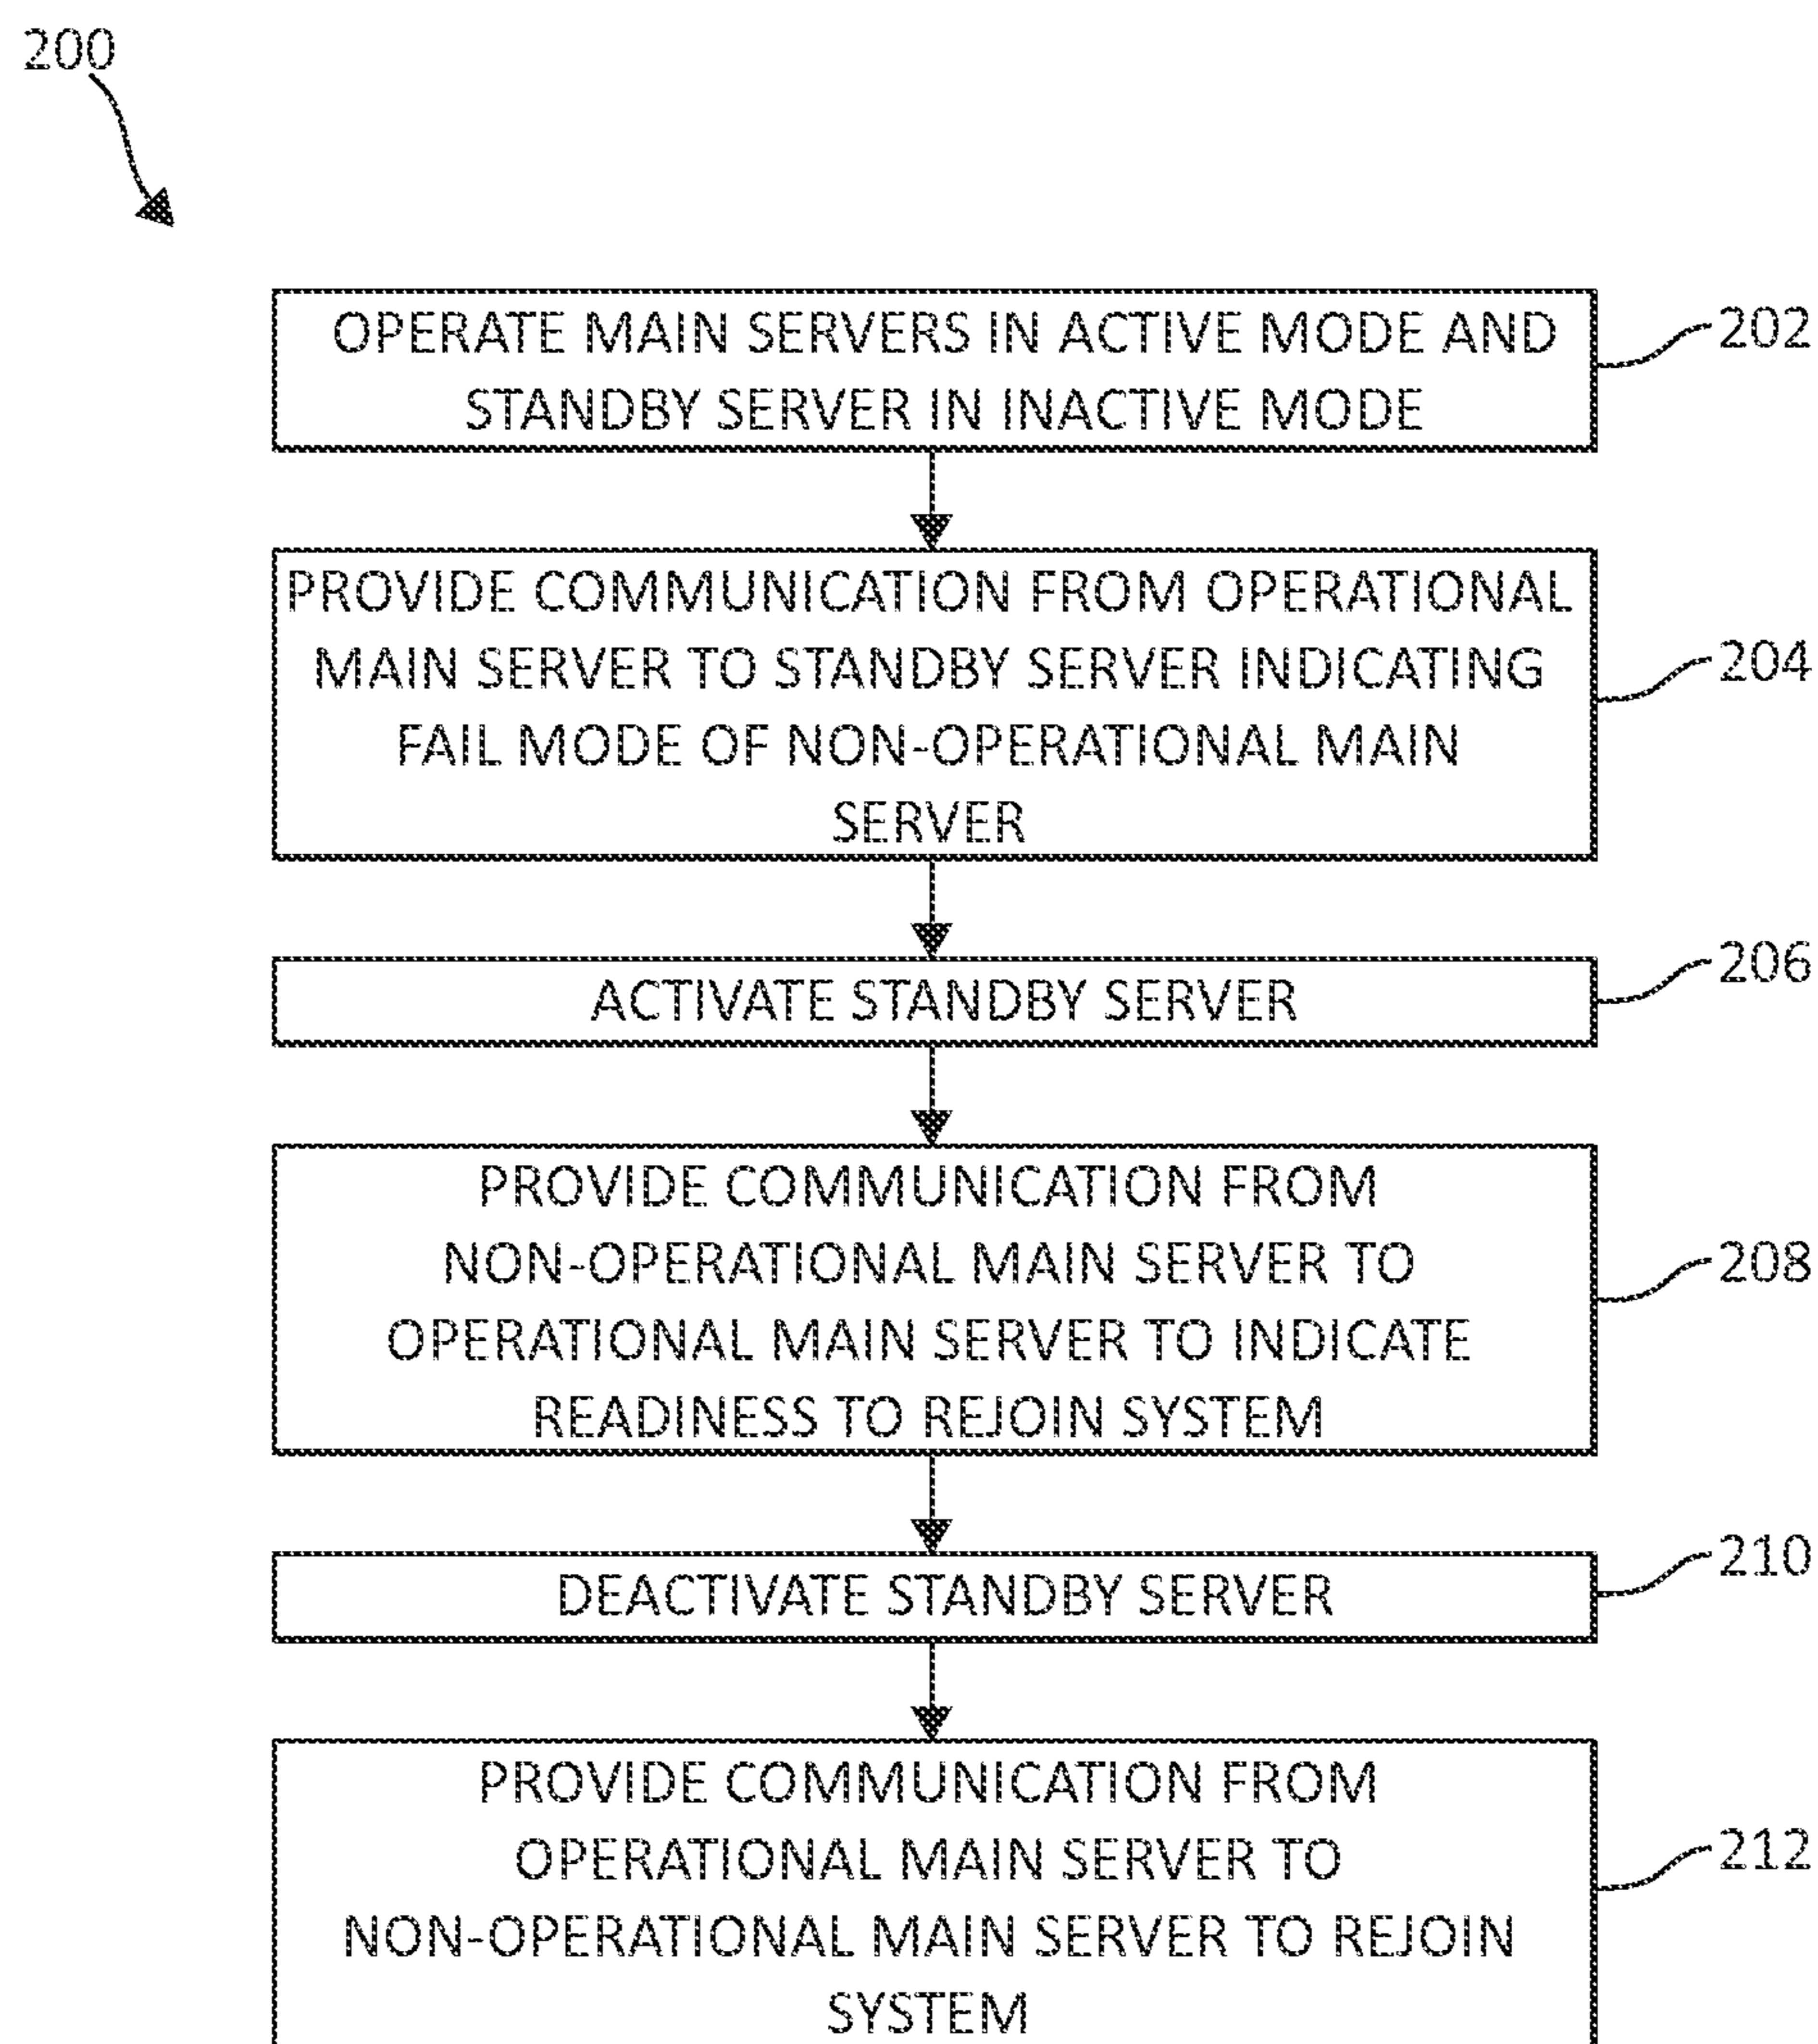 200
OPERATE MAIN SERVERS IN ACTIVE MODE AND
STANDBY SERVER IN INACTIVE MODE
202
PROVIDE COMMUNICATION FROM OPERATIONAL
MAIN SERVER TO STANDBY SERVER INDICATING
FAIL MODE OF NON-OPERATIONAL MAIN
SERVER
204
ACTIVATE STANDBY SERVER
206
PROVIDE COMMUNICATION FROM
NON-OPERATIONAL MAIN SERVER TO
OPERATIONAL MAIN SERVER TO INDICATE
READINESS TO REJOIN SYSTEM
208
DEACTIVATE STANDBY SERVER
210
PROVIDE COMMUNICATION FROM
OPERATIONAL MAIN SERVER TO
NON-OPERATIONAL MAIN SERVER TO REJOIN
SYSTEM
212